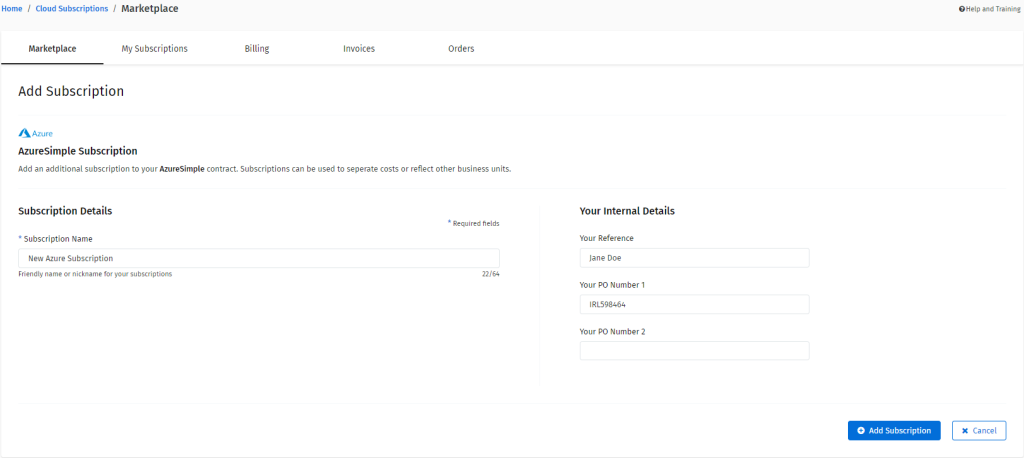 Home / Cloud Subscriptions / Marketplace
Help and Training
Marketplace My Subscriptions Billing Invoices Orders
Add Subscription
Azure
AzureSimple Subscription
Add an additional subscription to your AzureSimple contract. Subscriptions can be used to seperate costs or reflect other business units.
Subscription Details
* Required fields
* Subscription Name
New Azure Subscription
Friendly name or nickname for your subscriptions 22/64
Your Internal Details
Your Reference
Jane Doe
Your PO Number 1
IRL598464
Your PO Number 2
Add Subscription Cancel